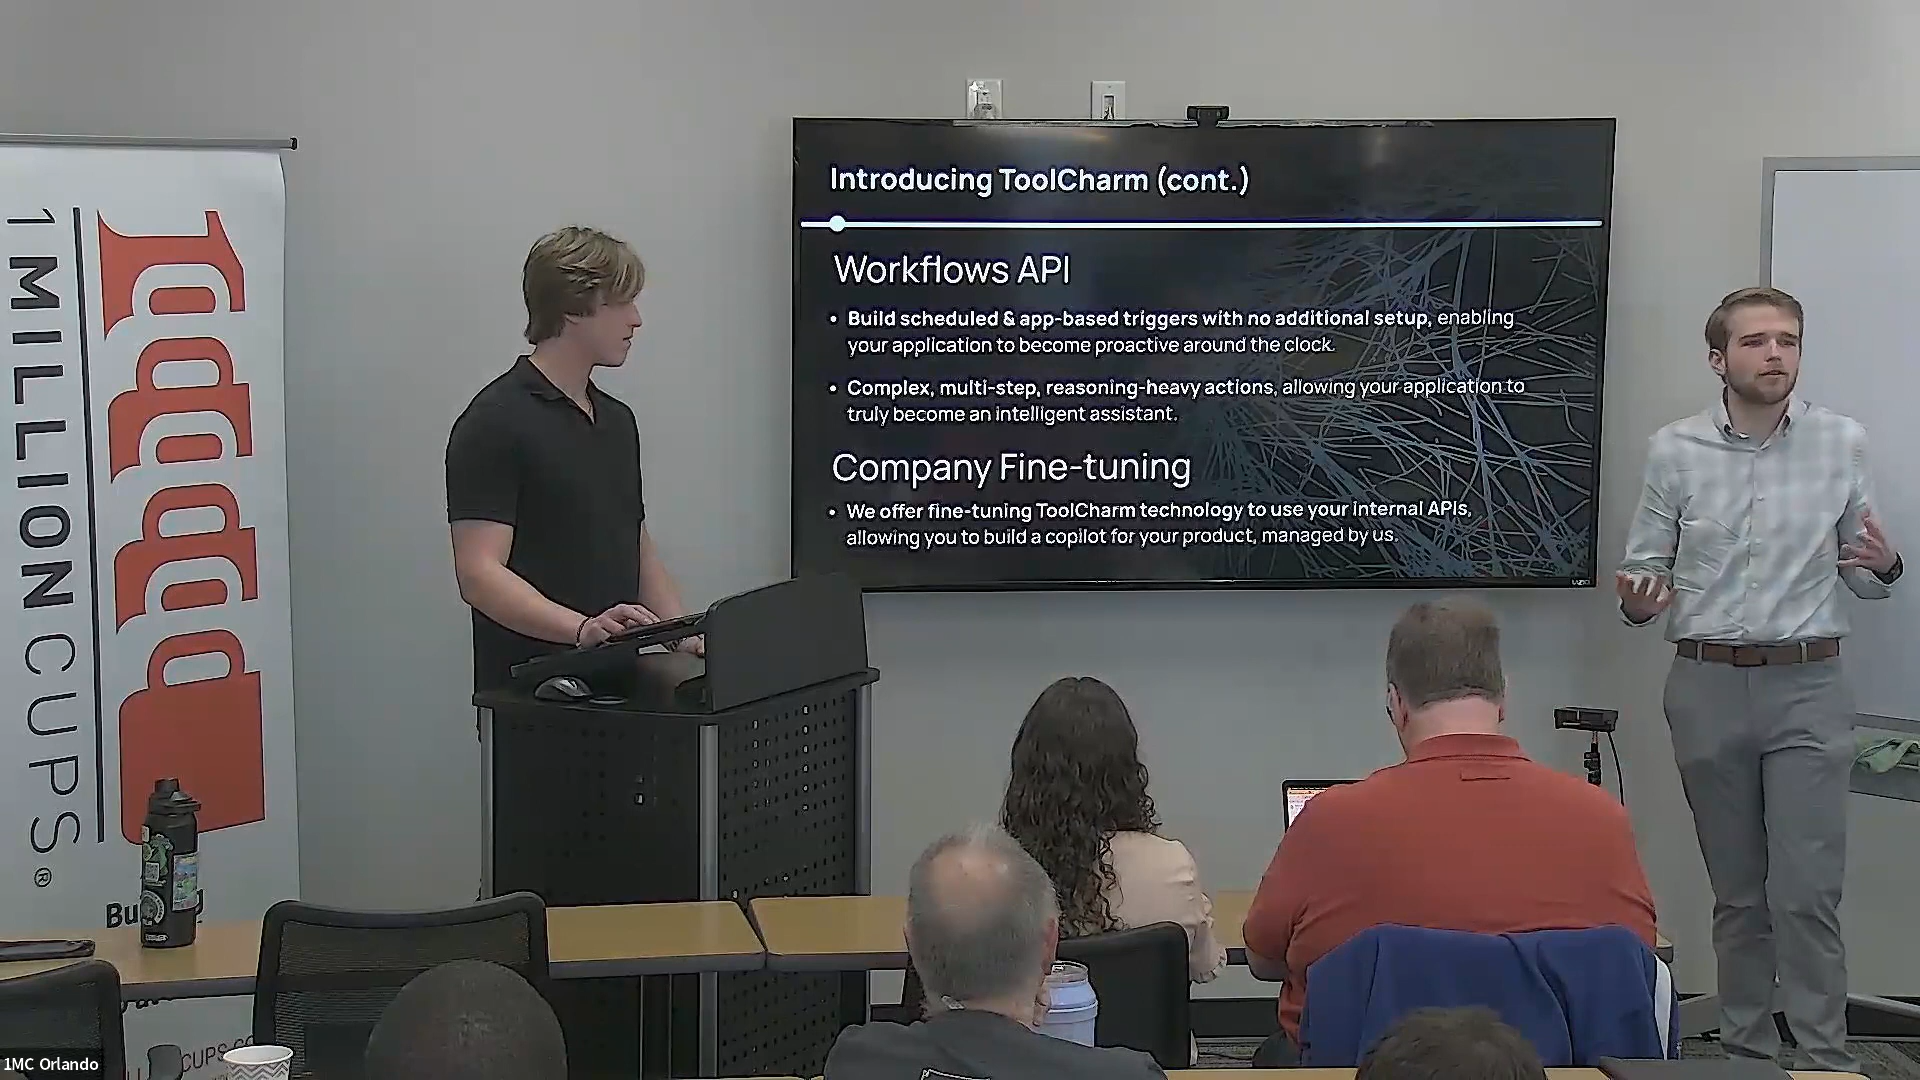 1MILLIONCUPS®
Introducing ToolCharm (cont.)
Workflows API
• Build scheduled & app-based triggers with no additional setup, enabling
your application to become proactive around the clock.
• Complex, multi-step, reasoning-heavy actions, allowing your application to
truly become an intelligent assistant.
Company Fine-tuning
• We offer fine-tuning ToolCharm technology to use your internal APIs,
allowing you to build a copilot for your product, managed by us.
VIZIO
1MC Orlando